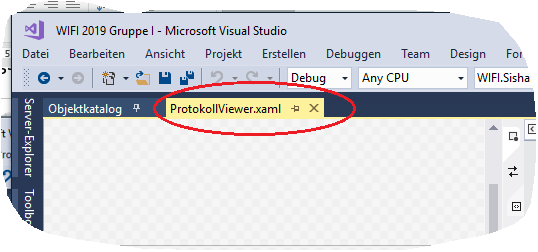 WIFI 2019 Gruppe I - Microsoft Visual Studio
Datei Bearbeiten Ansicht Projekt Erstellen Debuggen Team Design
Debug Any CPU WIFI.Sisha
Objektkatalog ProtokollViewer.xaml
Server-Explorer